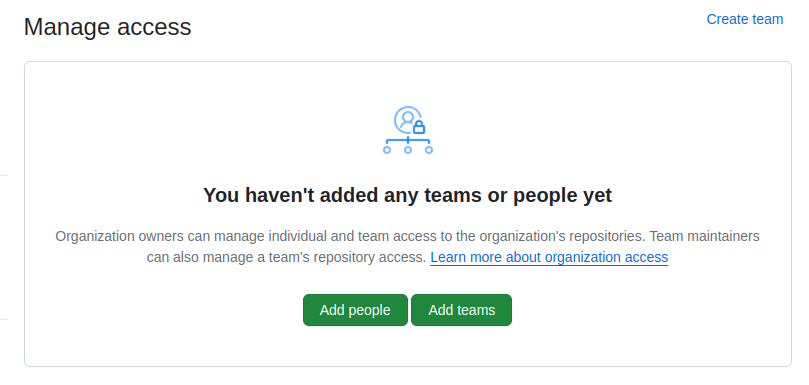 Manage access
Create team
You haven't added any teams or people yet
Organization owners can manage individual and team access to the organization's repositories. Team maintainers
can also manage a team's repository access. Learn more about organization access
Add people
Add teams